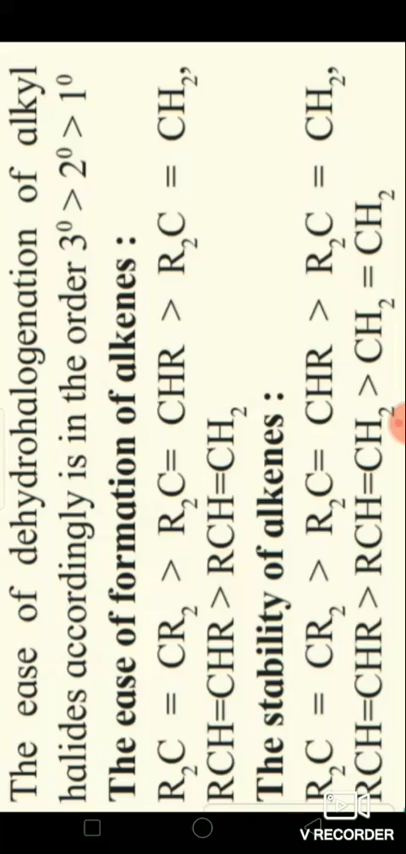 The ease of dehydrohalogenation of alkyl
halides accordingly is in the order 3⁰ > 2⁰ > 1⁰
The ease of formation of alkenes :
R₂C = CR₂ > R₂C= CHR > R₂C = CH₂,
RCH=CHR > RCH=CH₂
The stability of alkenes :
R₂C = CR₂ > R₂C= CHR > R₂C = CH₂,
RCH=CHR > RCH=CH₂ > CH₂ = CH₂
V RECORDER